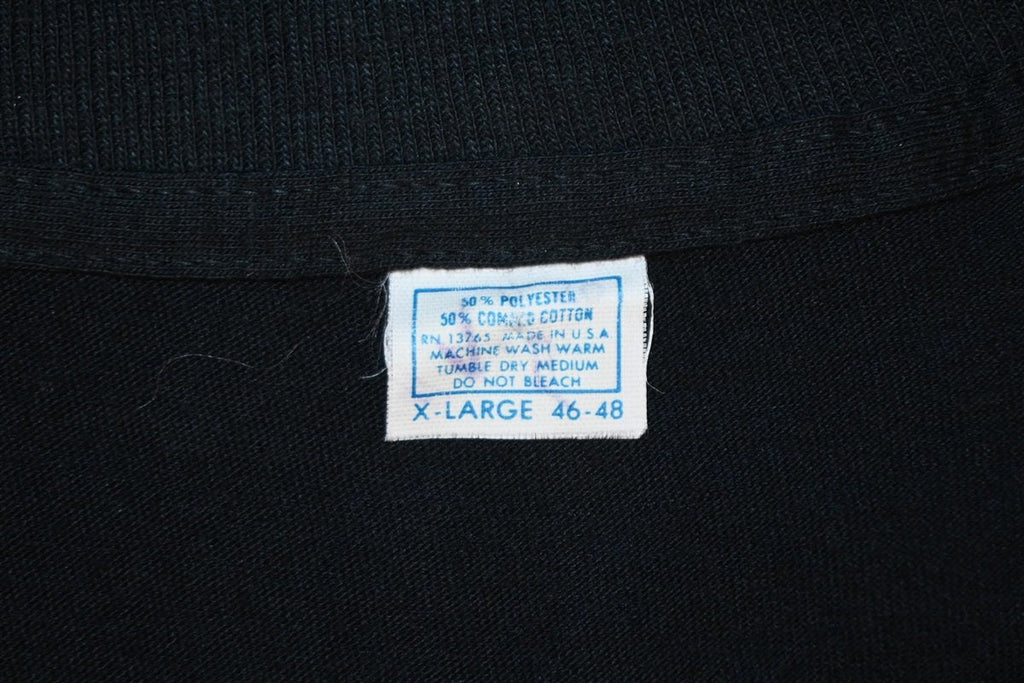 50% POLYESTER
50% COMBED COTTON
RN 13765 MADE IN U.S.A
MACHINE WASH WARM
TUMBLE DRY MEDIUM
DO NOT BLEACH
X-LARGE 46-48